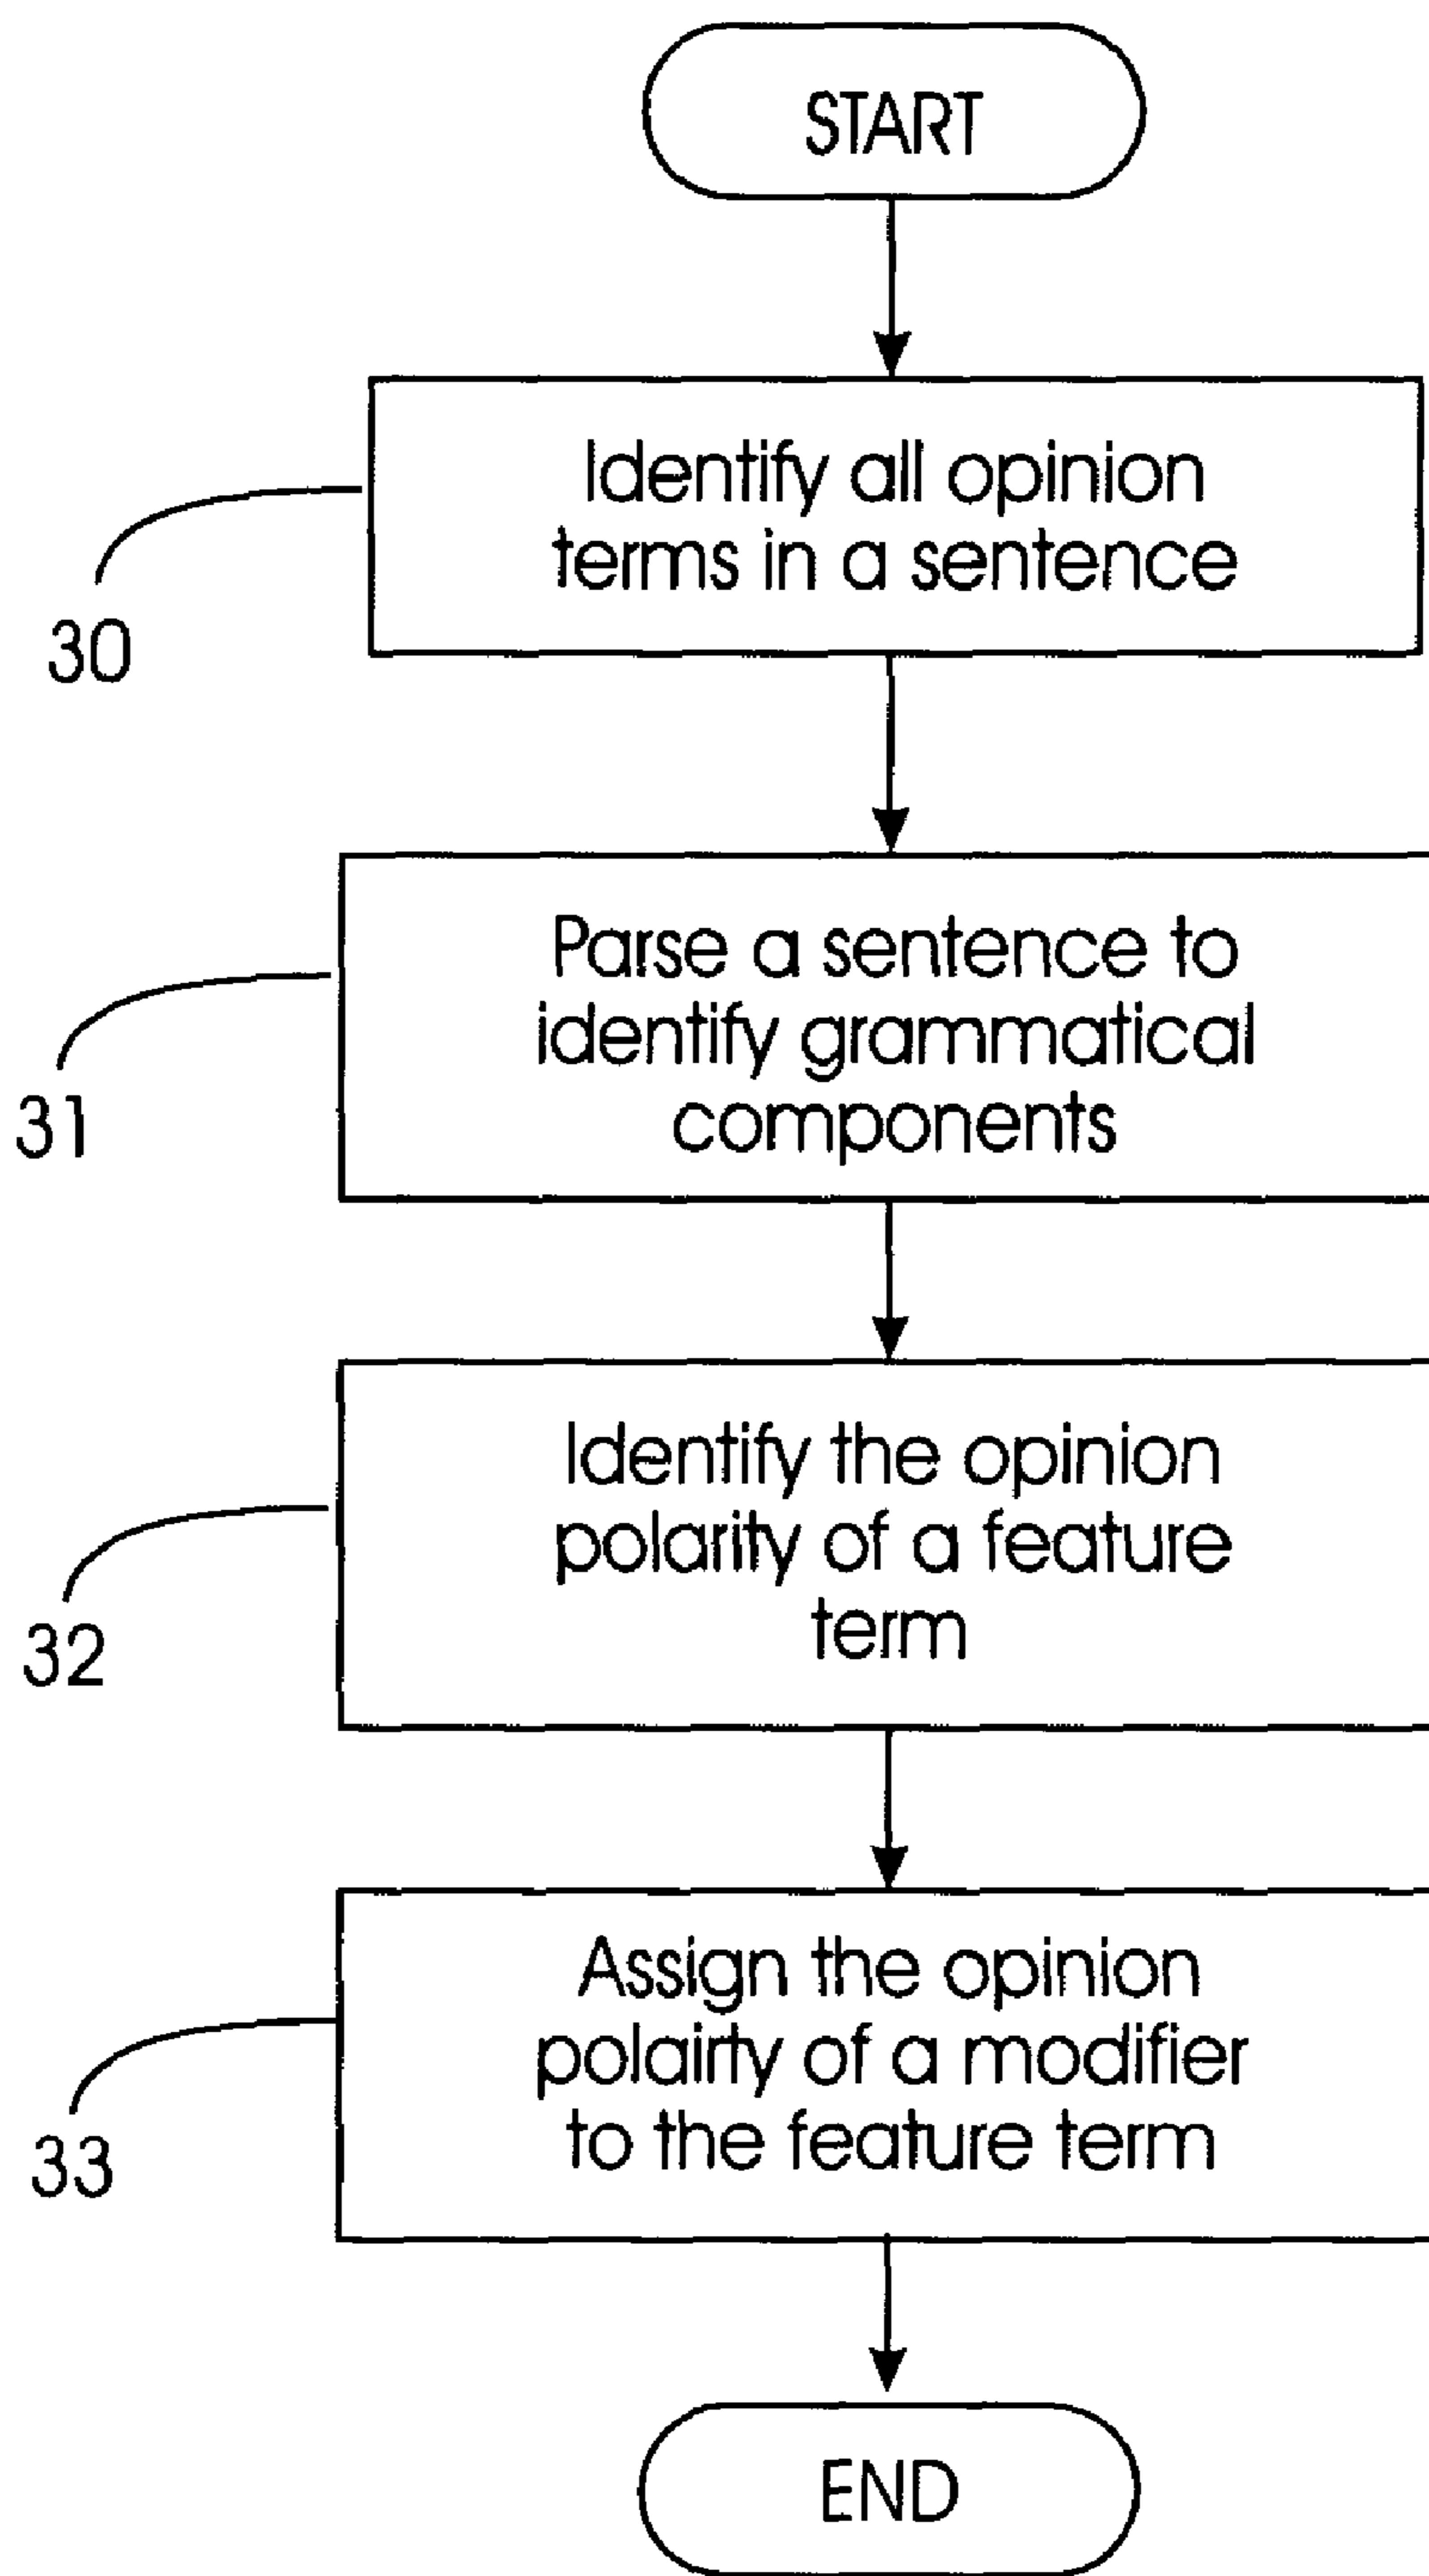 START
Identify all opinion
terms in a sentence
30
Parse a sentence to
identify grammatical
components
31
Identify the opinion
polarity of a feature
term
32
Assign the opinion
polairty of a modifier
to the feature term
33
END